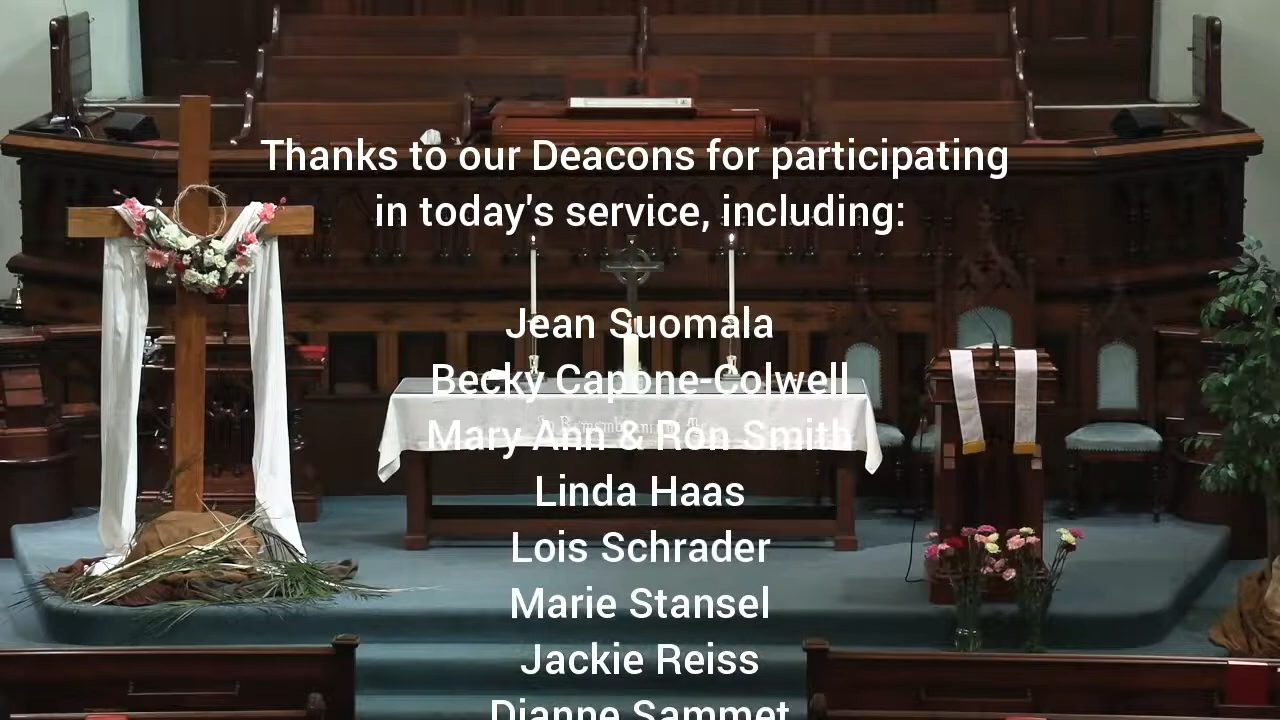 Thanks to our Deacons for participating
in today's service, including:
Jean Suomala
Becky Capone-Colwell
Mary Ann & Ron Smith
Linda Haas
Lois Schrader
Marie Stansel
Jackie Reiss
Dianne Sammet